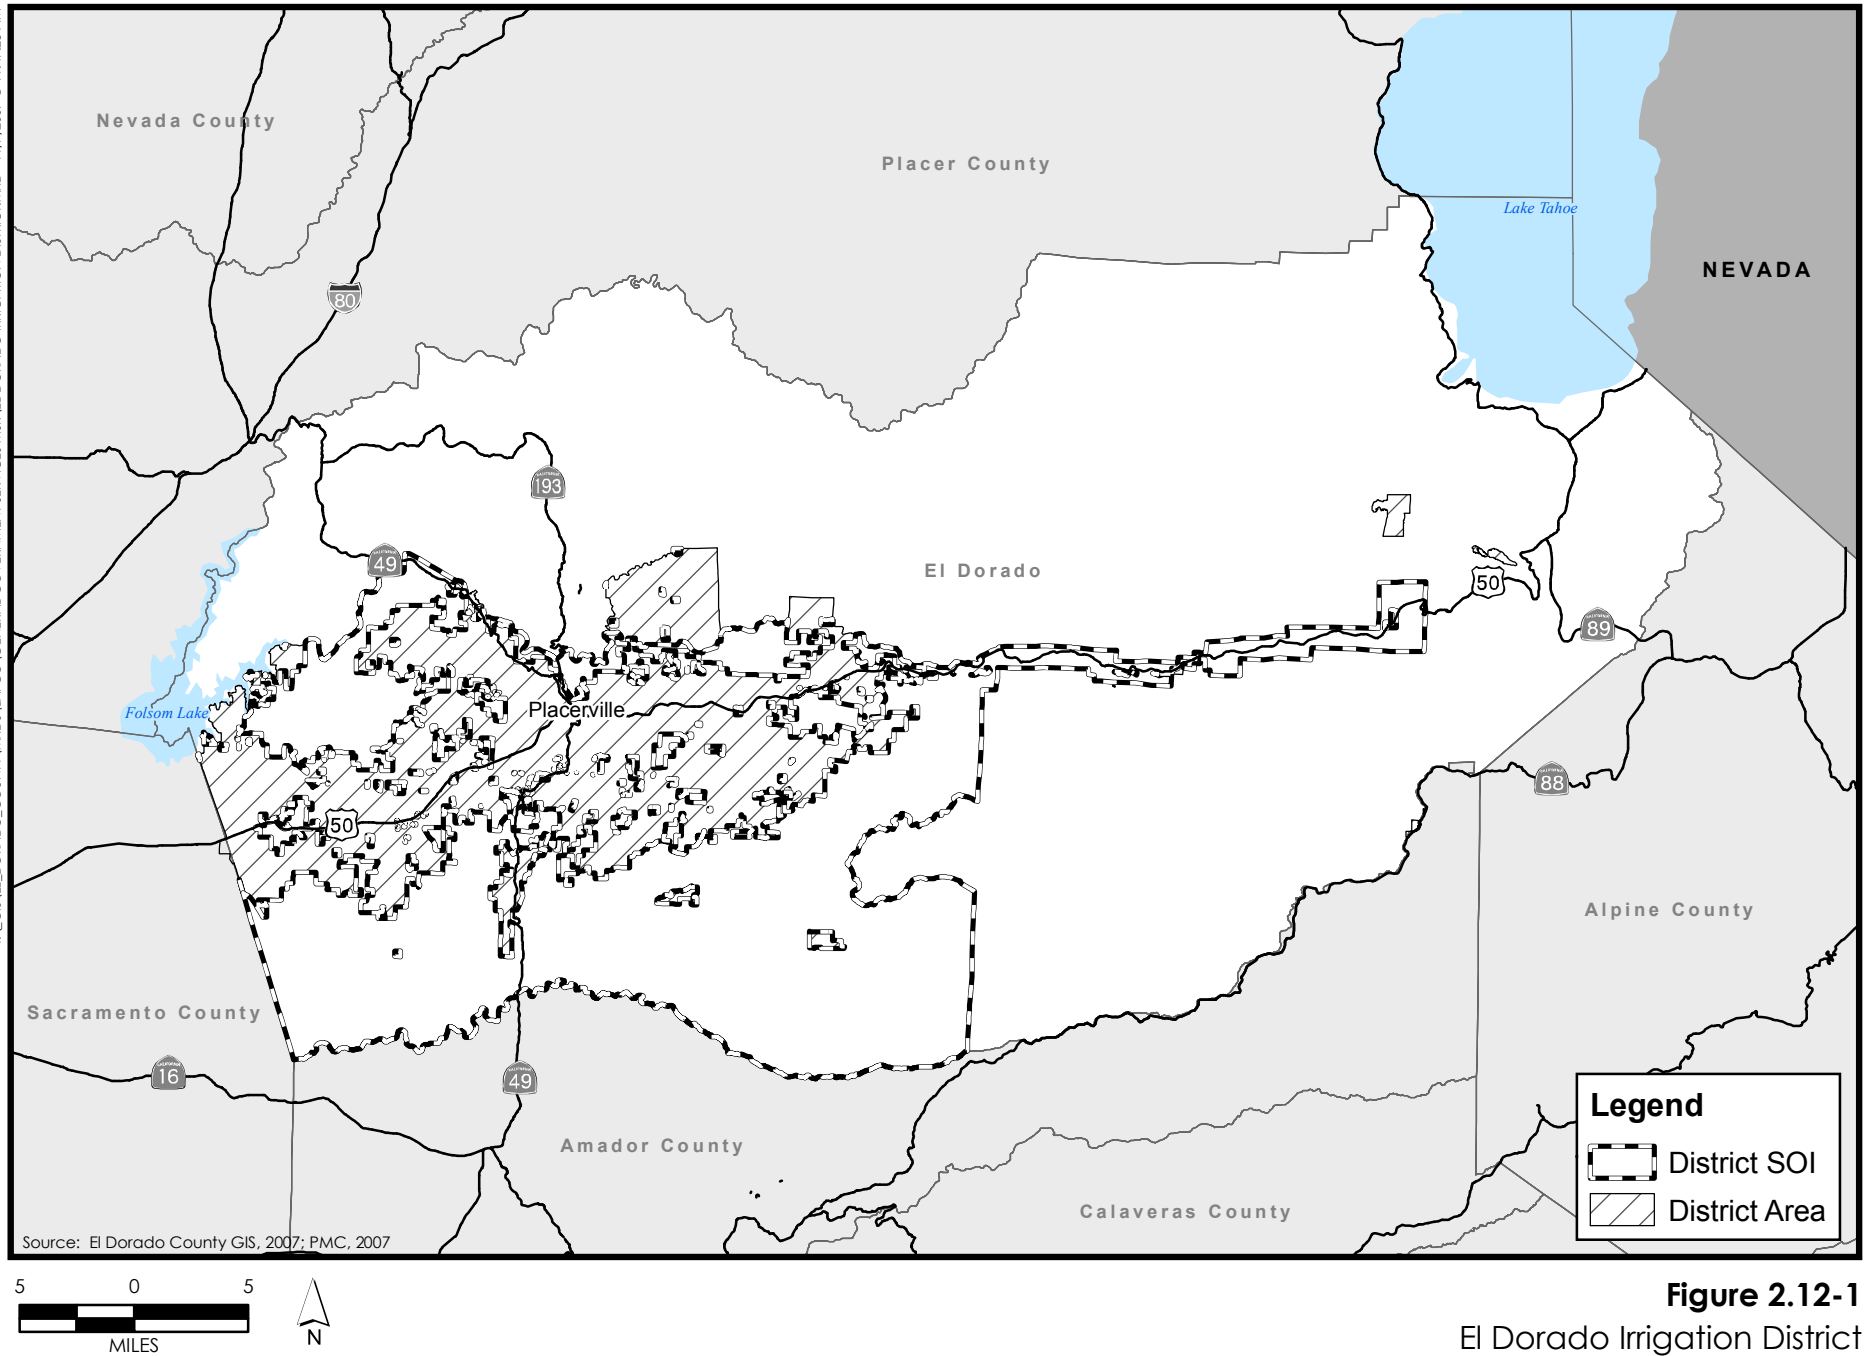 Nevada County
Placer County
Lake Tahoe
NEVADA
80
193
49
El Dorado
50
89
Folsom Lake
Placerville
50
88
Alpine County
Sacramento County
16
49
Amador County
Calaveras County
Legend
District SOI
District Area
Source: El Dorado County GIS, 2007; PMC, 2007
5 0 5
MILES
N
Figure 2.12-1
El Dorado Irrigation District